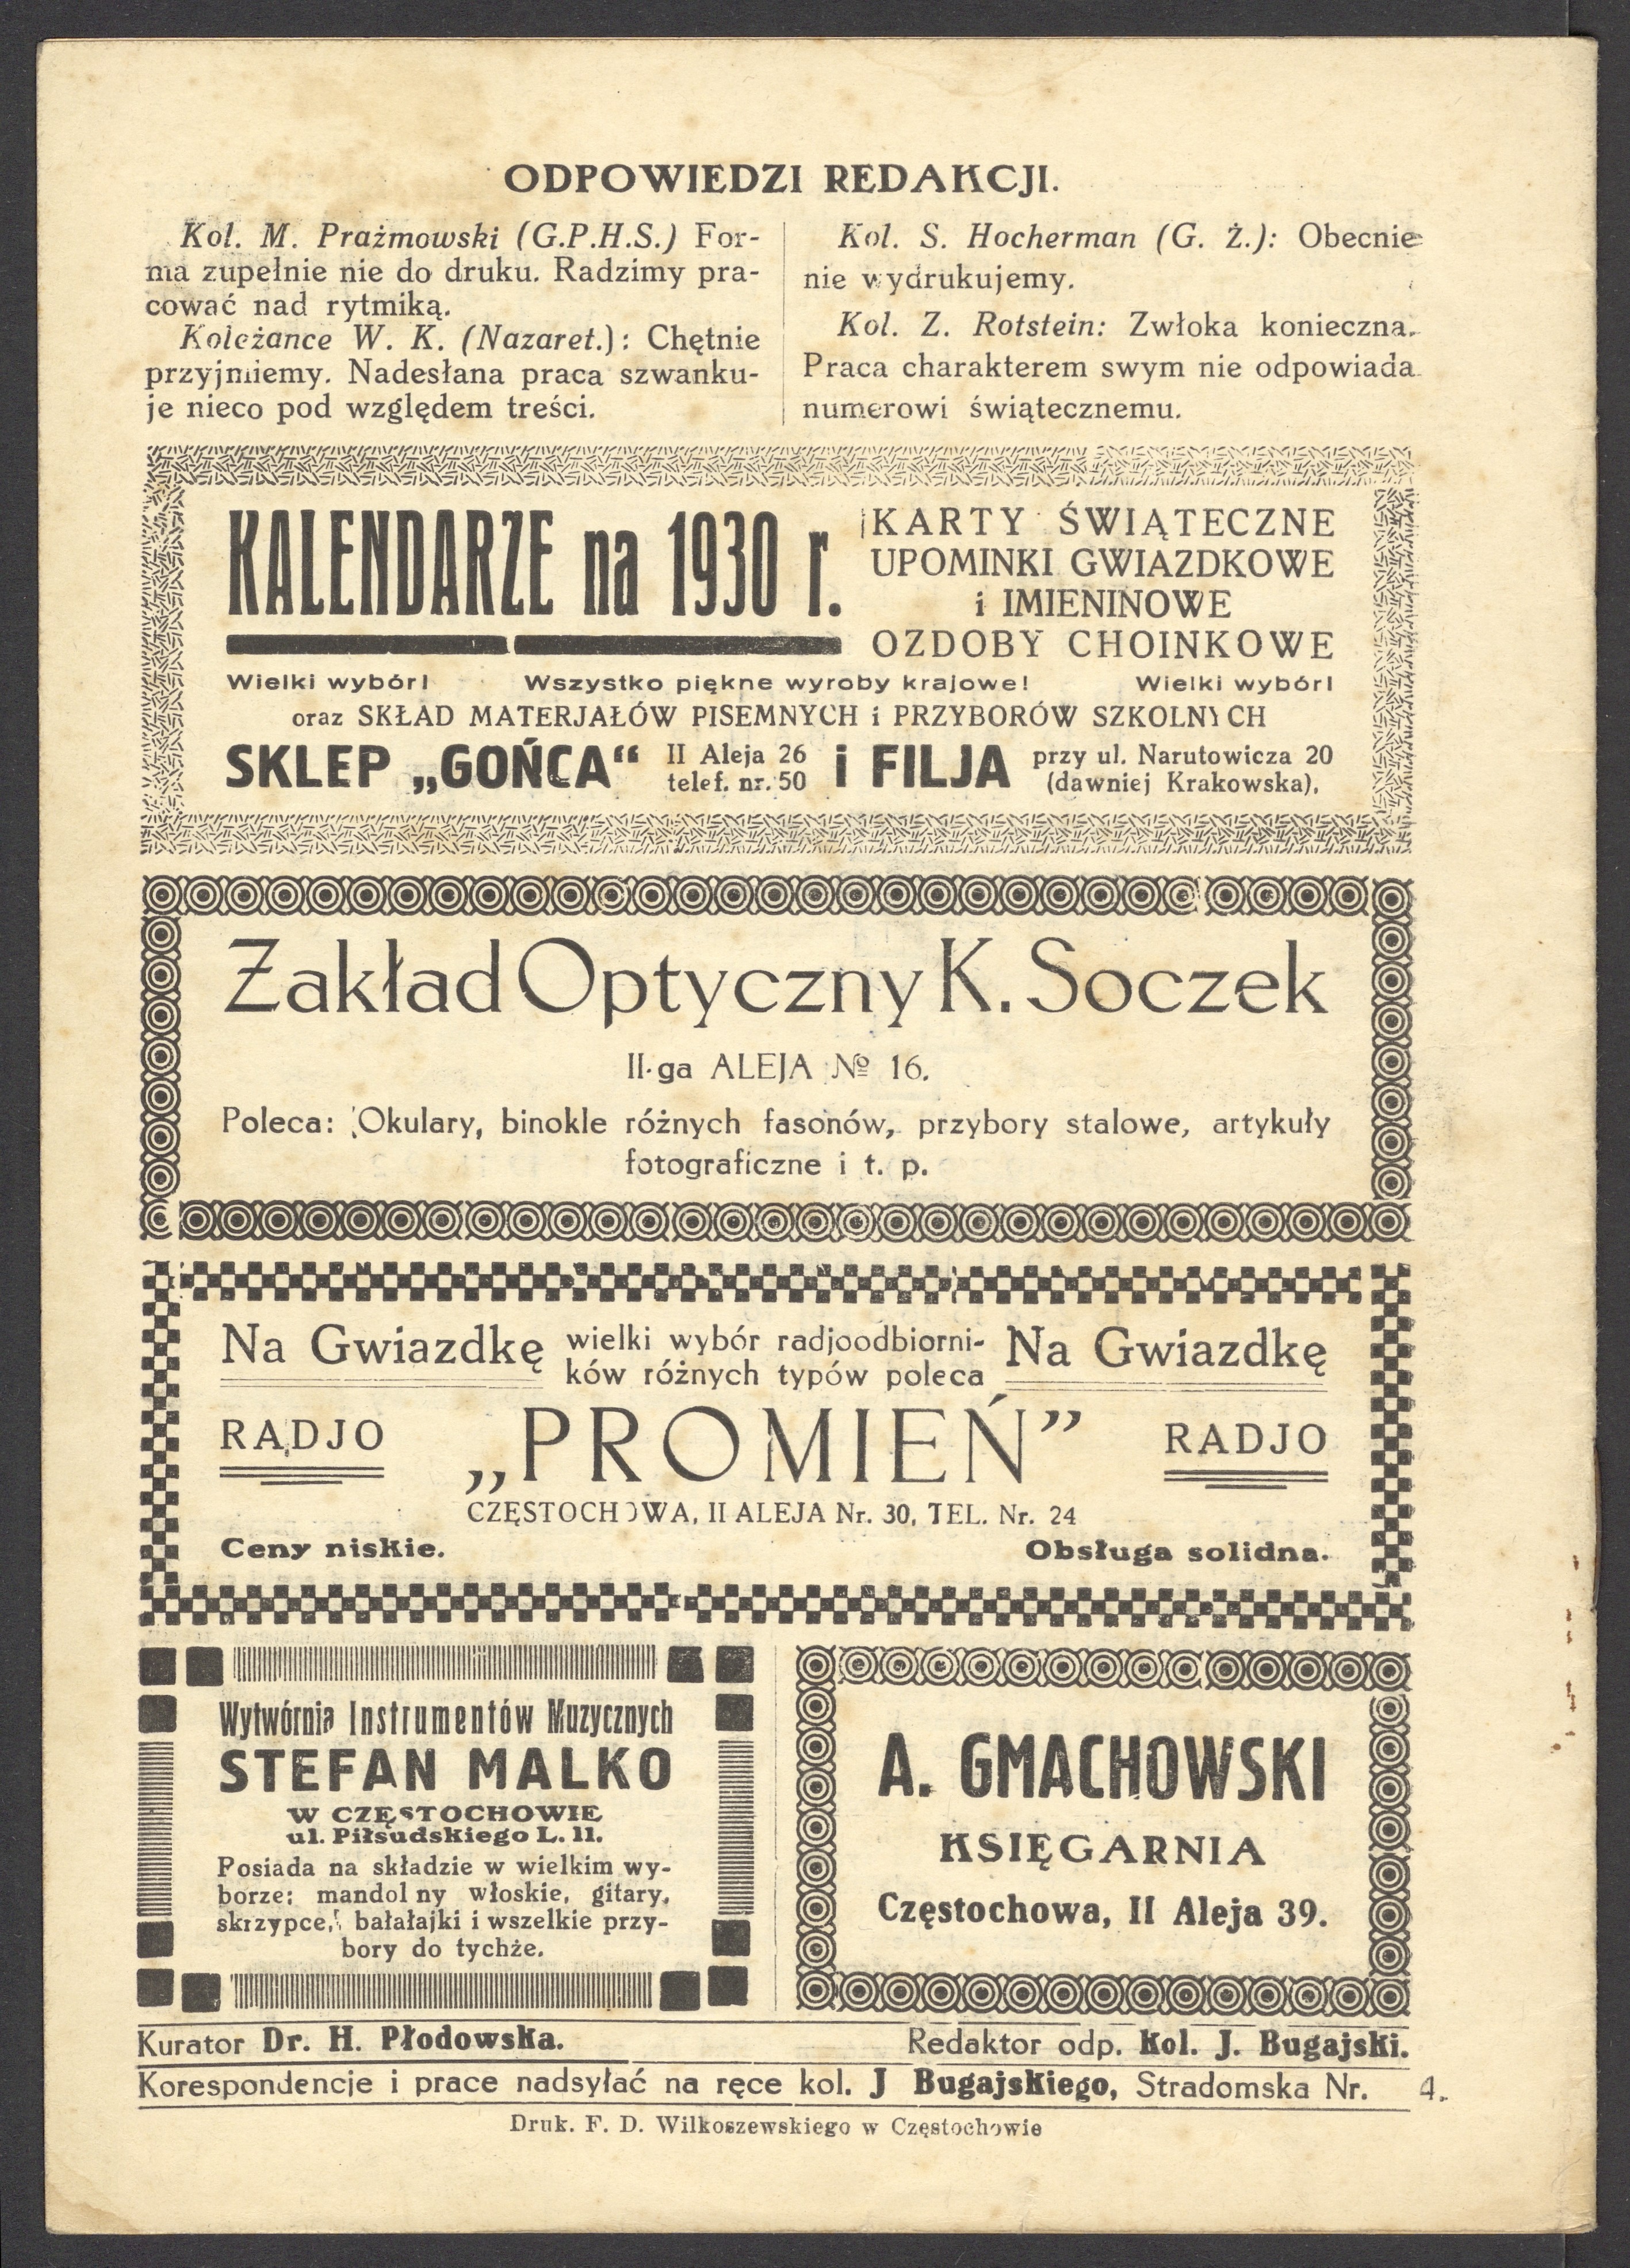 ODPOWIEDZI REDAKCJI.
Kol. M. Prażmowski (G.P.H.S.) For-
ma zupełnie nie do druku. Radzimy pra-
cować nad rytmiką.
Koleżance W. K. (Nazaret.): Chętnie
przyjmiemy. Nadesłana praca szwanku-
je nieco pod względem treści.
Kol. S. Hocherman (G. Ż.): Obecnie
nie wydrukujemy.
Kol. Z. Rotstein: Zwłoka konieczna.
Praca charakterem swym nie odpowiada
numerowi świątecznemu.
KALENDARZE na 1930 r.
KARTY ŚWIĄTECZNE
UPOMINKI GWIAZDKOWE
i IMIENINOWE
OZDOBY CHOINKOWE
Wielki wybór! Wszystko piękne wyroby krajowe! Wielki wybór!
oraz SKŁAD MATERJAŁÓW PISEMNYCH i PRZYBORÓW SZKOLNYCH
SKLEP „GOŃCA“ II Aleja 26
telef. nr. 50
i FILJA przy ul. Narutowicza 20
(dawniej Krakowska).
Zakład Optyczny K. Soczek
II-ga ALEJA № 16.
Poleca: Okulary, binokle różnych fasonów, przybory stalowe, artykuły
fotograficzne i t. p.
Na Gwiazdkę
wielki wybór radjoodbiorni-
ków różnych typów poleca
Na Gwiazdkę
RADJO „PROMIEŃ” RADJO
CZĘSTOCHOWA, II ALEJA Nr. 30, TEL. Nr. 24
Ceny niskie. Obsługa solidna.
Wytwórnia Instrumentów Muzycznych
STEFAN MALKO
W CZĘSTOCHOWIE
ul. Piłsudskiego L. 11.
Posiada na składzie w wielkim wy-
borze: mandol ny włoskie, gitary,
skrzypce, bałałajki i wszelkie przy-
bory do tychże.
A. GMACHOWSKI
KSIĘGARNIA
Częstochowa, II Aleja 39.
Kurator Dr. H. Płodowska. Redaktor odp. Kol. J. Bugajski.
Korespondencje i prace nadsyłać na ręce kol. J Bugajskiego, Stradomska Nr. 4.
Druk. F. D. Wilkoszewskiego w Częstochowie